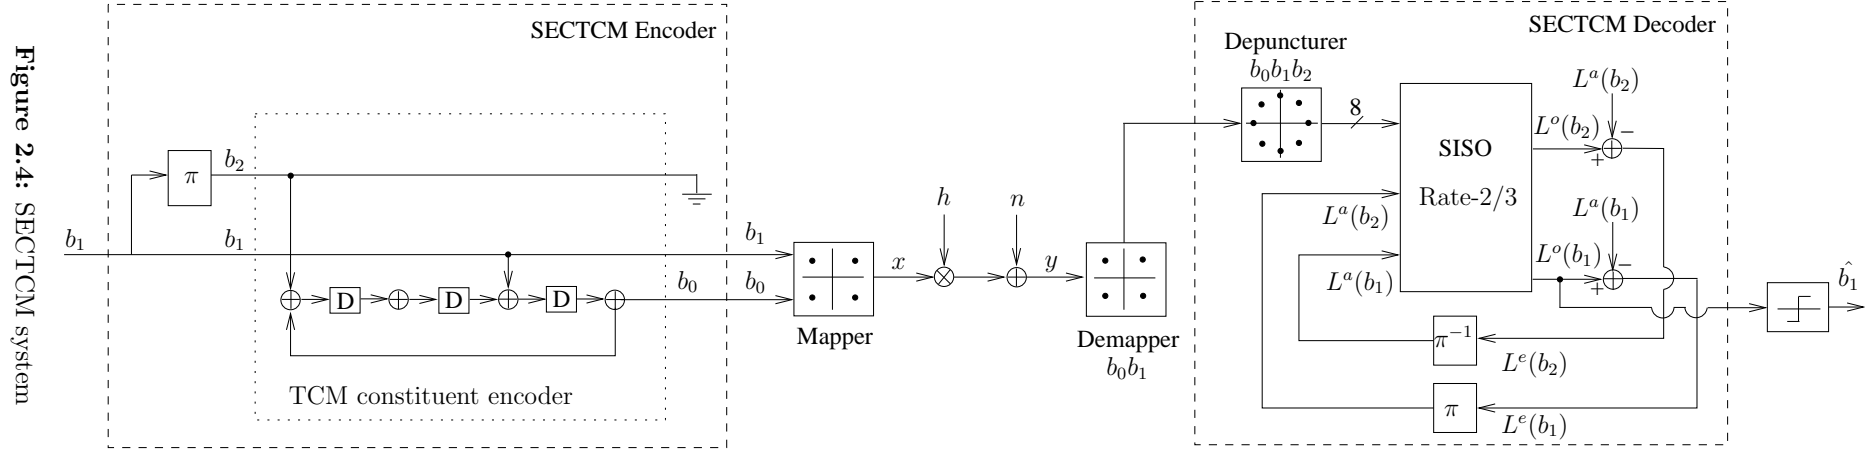 Figure 2.4: SECTCM system
SECTCM Encoder
π
b₂
b₁
b₁
b₁
b₀
b₀
D
D
D
TCM constituent encoder
Mapper
x
h
n
y
Demapper
b₀b₁
SECTCM Decoder
Depuncturer
b₀b₁b₂
8
SISO
Rate-2/3
Lᵃ(b₂)
Lᵃ(b₁)
Lᵒ(b₂)
Lᵃ(b₂)
−
+
Lᵃ(b₁)
Lᵒ(b₁)
−
+
π⁻¹
Lᵉ(b₂)
π
Lᵉ(b₁)
b̂₁